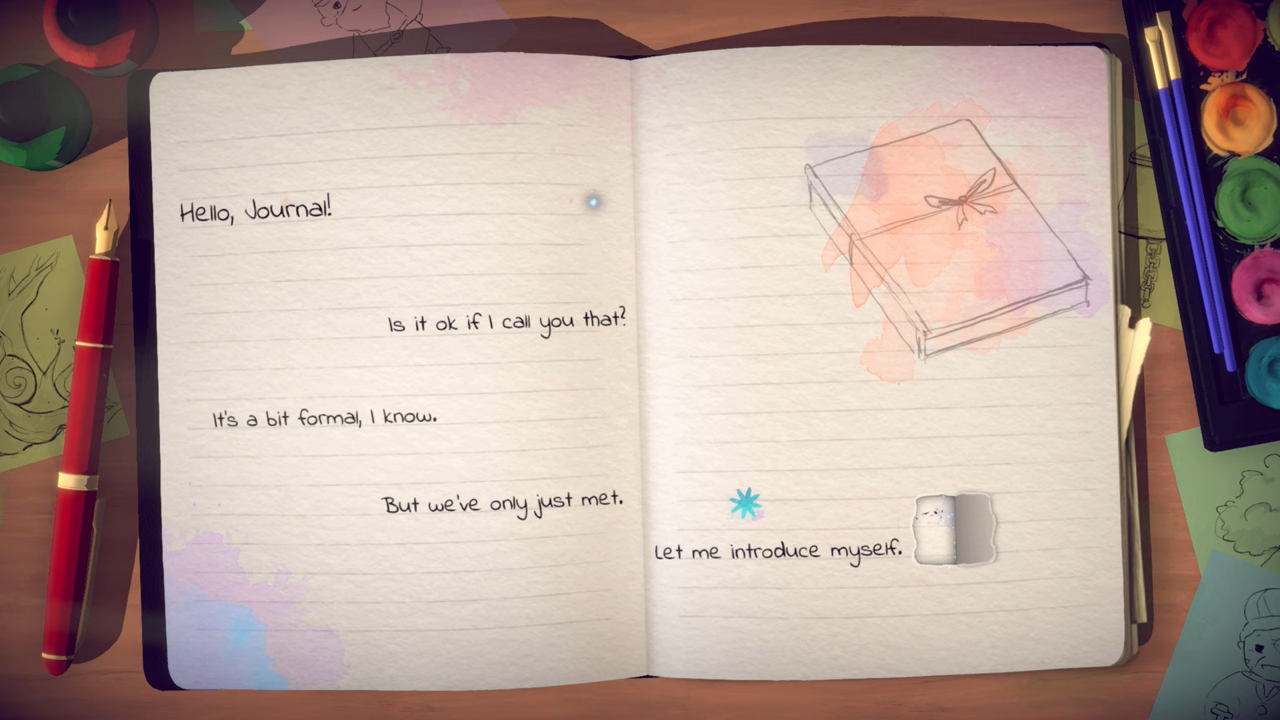 Hello, Journal!
Is it ok if I call you that?
It's a bit formal, I know.
But we've only just met.
Let me introduce myself.